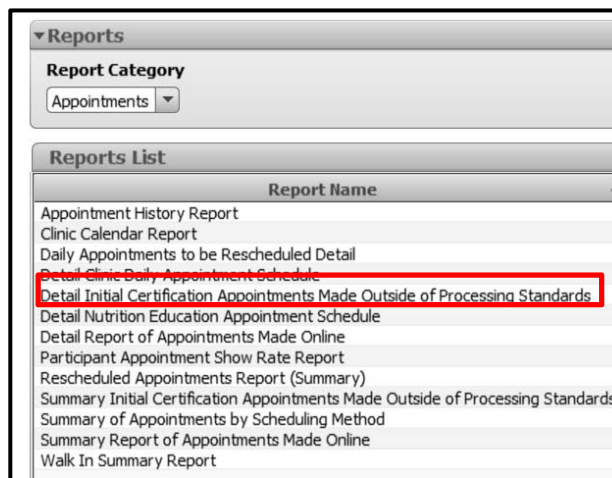 Reports
Report Category
Appointments
Reports List
Report Name
Appointment History Report
Clinic Calendar Report
Daily Appointments to be Rescheduled Detail
Detail Clinic Daily Appointment Schedule
Detail Initial Certification Appointments Made Outside of Processing Standards
Detail Nutrition Education Appointment Schedule
Detail Report of Appointments Made Online
Participant Appointment Show Rate Report
Rescheduled Appointments Report (Summary)
Summary Initial Certification Appointments Made Outside of Processing Standards
Summary of Appointments by Scheduling Method
Summary Report of Appointments Made Online
Walk In Summary Report